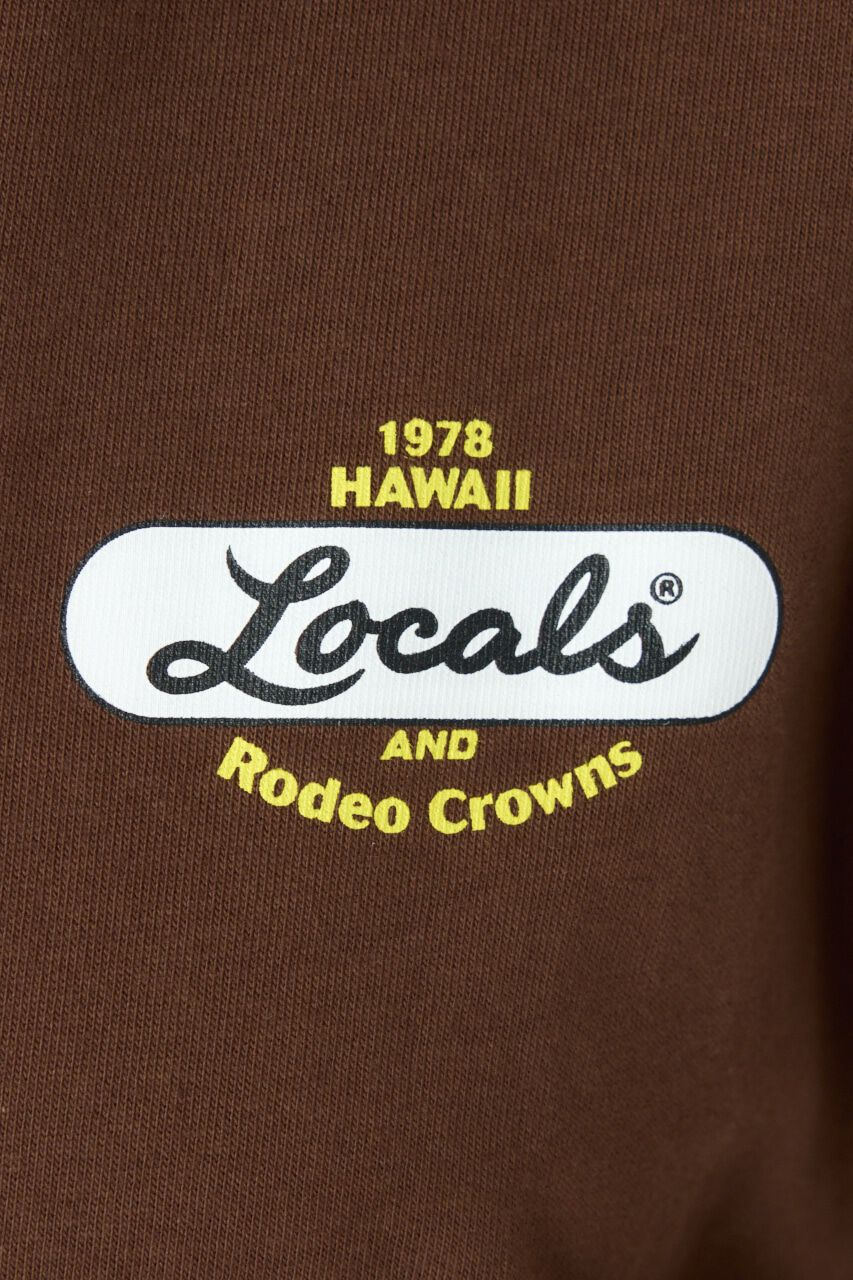 1978
HAWAII
Locals®
AND
Rodeo Crowns